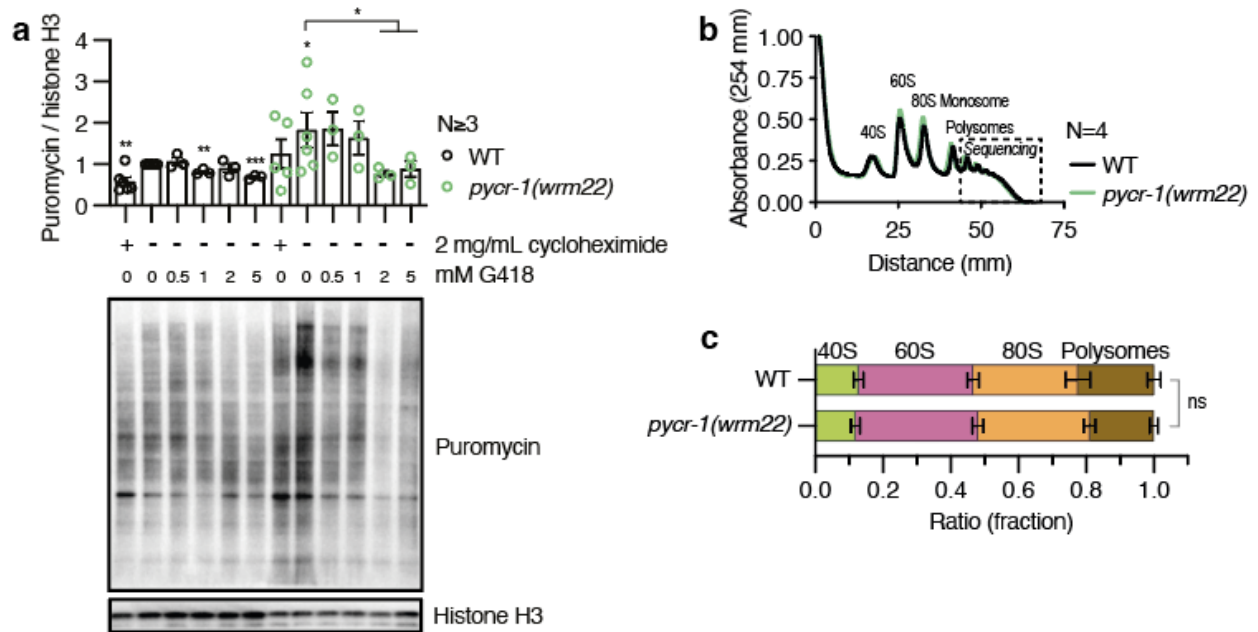 a
Puromycin / histone H3
4
3
2
1
0
**
**
***
*
*
N≥3
WT
pycr-1(wrm22)
+ - - - - - + - - - - - 2 mg/mL cycloheximide
0 0 0.5 1 2 5 0 0 0.5 1 2 5 mM G418
Puromycin
Histone H3
b
Absorbance (254 mm)
1.00
0.75
0.50
0.25
0.00
60S
80S Monosome
40S
Polysomes
Sequencing
N=4
WT
pycr-1(wrm22)
0 25 50 75
Distance (mm)
c
40S 60S 80S Polysomes
WT
pycr-1(wrm22)
ns
0.0 0.2 0.4 0.6 0.8 1.0
Ratio (fraction)